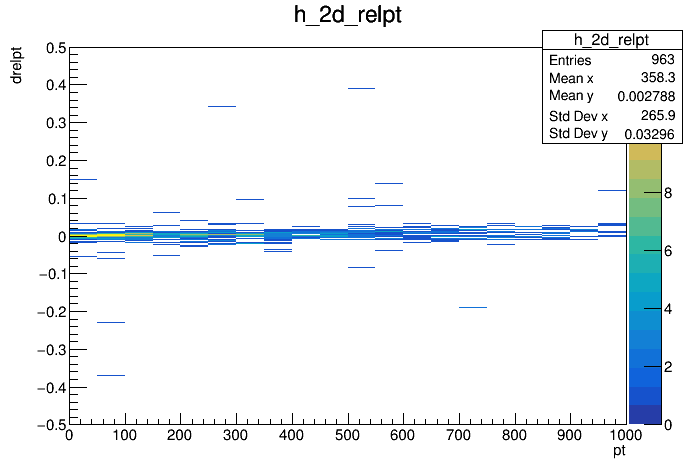 h_2d_relpt
drelpt
h_2d_relpt
Entries 963
Mean x 358.3
Mean y 0.002788
Std Dev x 265.9
Std Dev y 0.03296
0.5
0.4
0.3
0.2
0.1
0
−0.1
−0.2
−0.3
−0.4
−0.5
8
6
4
2
0
0 100 200 300 400 500 600 700 800 900 1000
pt